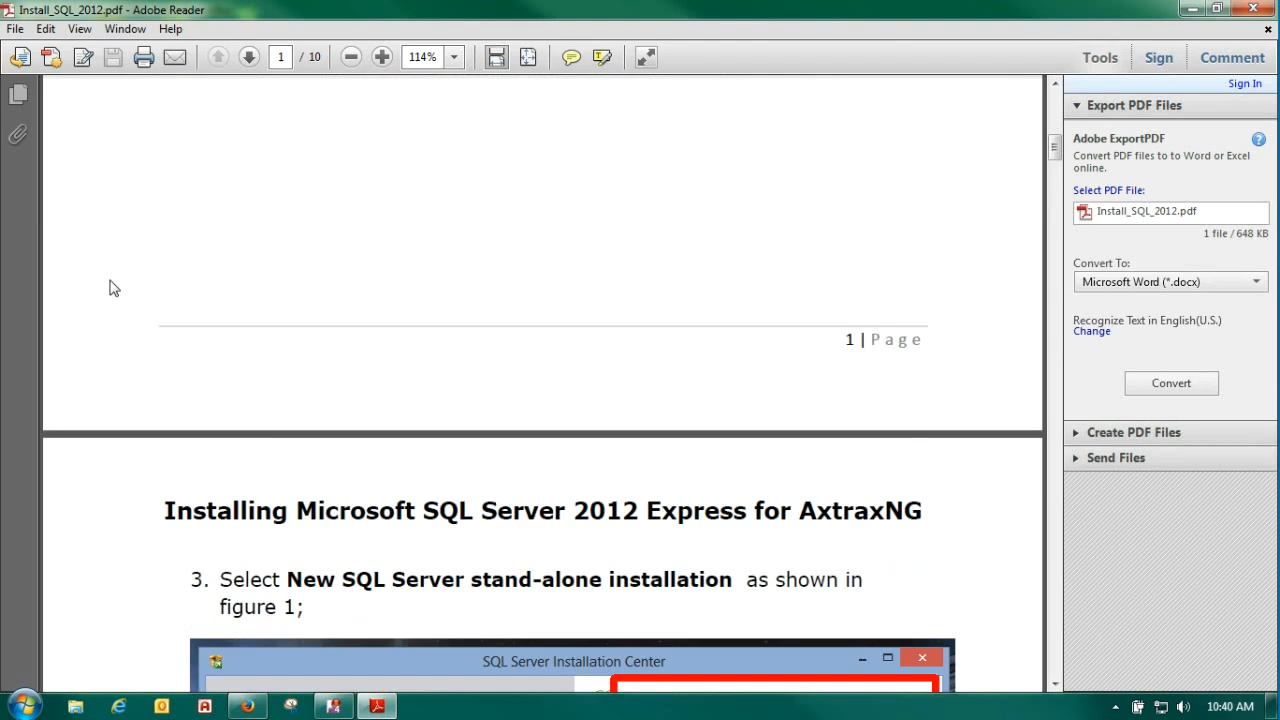 Install_SQL_2012.pdf - Adobe Reader
File Edit View Window Help
1 / 10 114% Tools Sign Comment
Sign In
Export PDF Files
Adobe ExportPDF
Convert PDF files to to Word or Excel
online.
Select PDF File:
Install_SQL_2012.pdf
1 file / 648 KB
Convert To:
Microsoft Word (*.docx)
Recognize Text in English(U.S.)
Change
Convert
Create PDF Files
Send Files
1 | Page
Installing Microsoft SQL Server 2012 Express for AxtraxNG
3. Select New SQL Server stand-alone installation as shown in
figure 1;
SQL Server Installation Center
10:40 AM